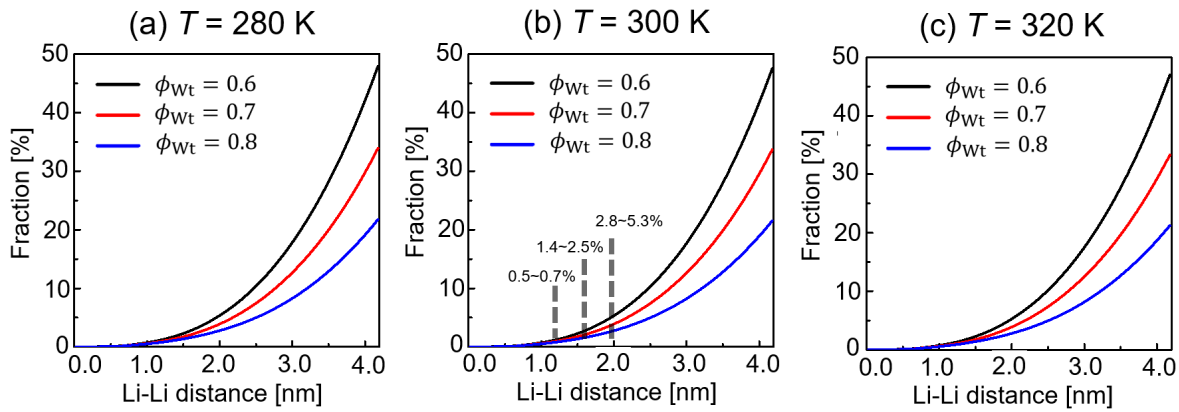 (a) T = 280 K
Fraction [%]
50
40
30
20
10
0
ϕWt = 0.6
ϕWt = 0.7
ϕWt = 0.8
0.0 1.0 2.0 3.0 4.0
Li-Li distance [nm]
(b) T = 300 K
Fraction [%]
50
40
30
20
10
0
ϕWt = 0.6
ϕWt = 0.7
ϕWt = 0.8
2.8~5.3%
1.4~2.5%
0.5~0.7%
0.0 1.0 2.0 3.0 4.0
Li-Li distance [nm]
(c) T = 320 K
Fraction [%]
50
40
30
20
10
0
ϕWt = 0.6
ϕWt = 0.7
ϕWt = 0.8
0.0 1.0 2.0 3.0 4.0
Li-Li distance [nm]